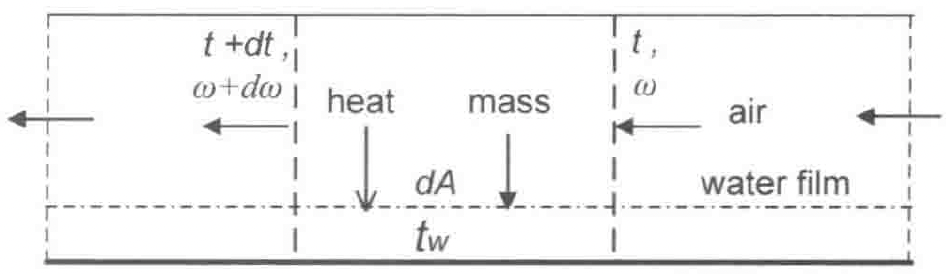 t +dt , t ,
ω+dω ω
heat mass air
dA water film
tw